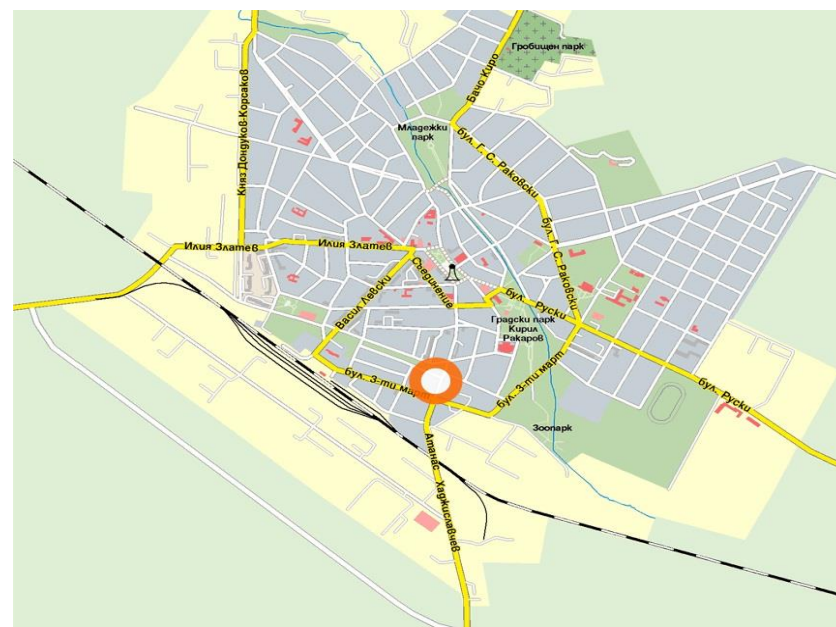 Гробищен парк
Бачо Киро
Младежки
парк
бул. Г. С. Раковски
Княз Дондуков-Корсаков
Илия Златев
Илия Златев
Съединение
бул. Г. С. Раковски
Васил Левски
бул. Руски
Градски парк
Кирил
Ракаров
бул. 3-ти март
бул. 3-ти март
бул. Руски
Зоопарк
Атанас Хаджиславчев